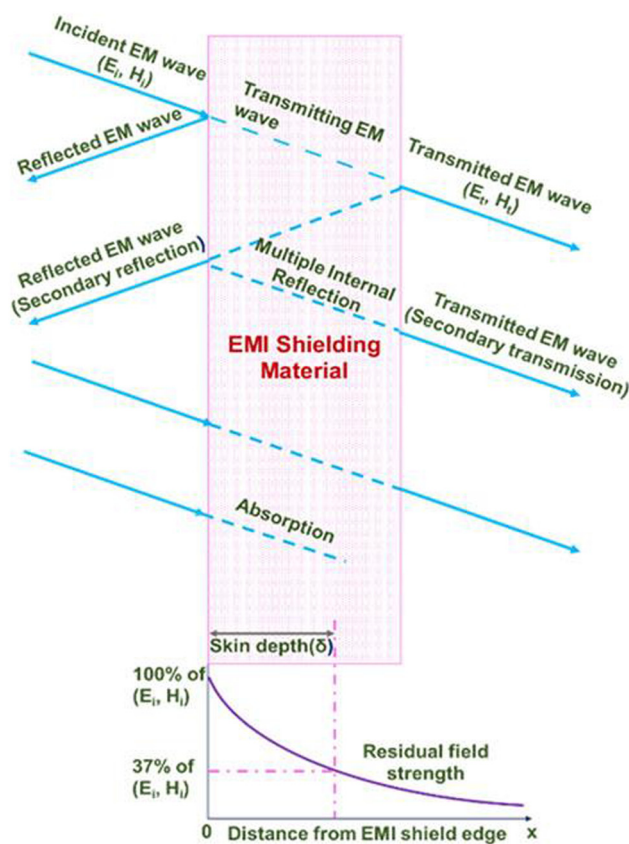 Incident EM wave
(Eᵢ, Hᵢ)
Reflected EM wave
Transmitting EM
wave
Transmitted EM wave
(Eₜ, Hₜ)
Reflected EM wave
(Secondary reflection)
Multiple Internal
Reflection
Transmitted EM wave
(Secondary transmission)
EMI Shielding
Material
Absorption
Skin depth(δ)
100% of
(Eᵢ, Hᵢ)
37% of
(Eᵢ, Hᵢ)
Residual field
strength
0
Distance from EMI shield edge
x